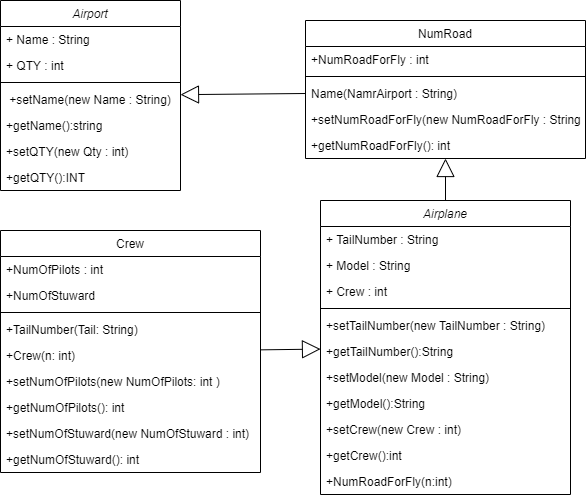 Airport
+ Name : String
+ QTY : int
+setName(new Name : String)
+getName():string
+setQTY(new Qty : int)
+getQTY():INT
NumRoad
+NumRoadForFly : int
Name(NamrAirport : String)
+setNumRoadForFly(new NumRoadForFly : String
+getNumRoadForFly(): int
Crew
+NumOfPilots : int
+NumOfStuward
+TailNumber(Tail: String)
+Crew(n: int)
+setNumOfPilots(new NumOfPilots: int )
+getNumOfPilots(): int
+setNumOfStuward(new NumOfStuward : int)
+getNumOfStuward(): int
Airplane
+ TailNumber : String
+ Model : String
+ Crew : int
+setTailNumber(new TailNumber : String)
+getTailNumber():String
+setModel(new Model : String)
+getModel():String
+setCrew(new Crew : int)
+getCrew():int
+NumRoadForFly(n:int)